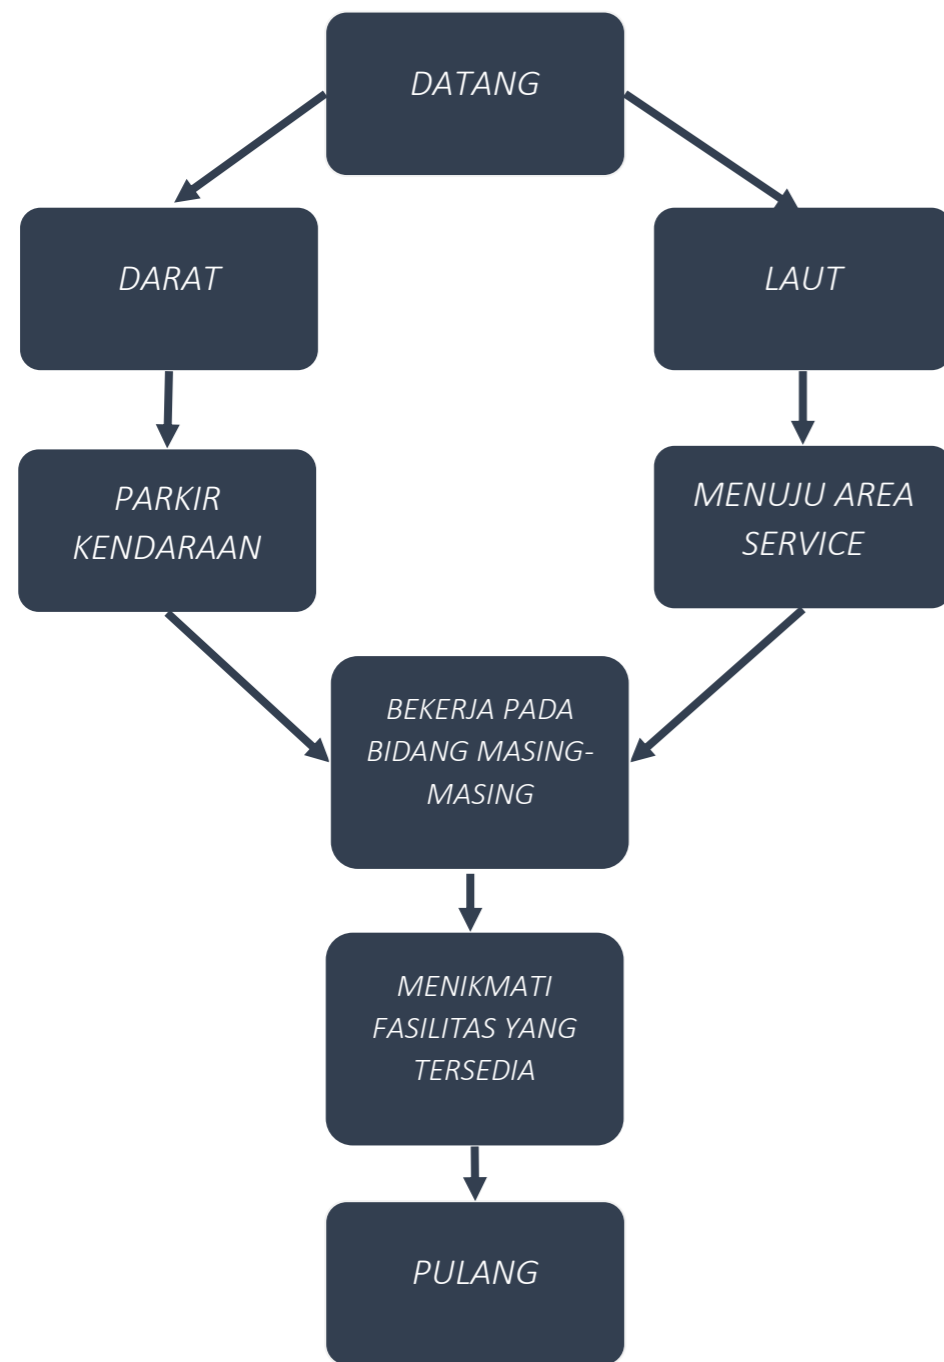 DATANG
DARAT
LAUT
PARKIR
KENDARAAN
MENUJU AREA
SERVICE
BEKERJA PADA
BIDANG MASING-
MASING
MENIKMATI
FASILITAS YANG
TERSEDIA
PULANG